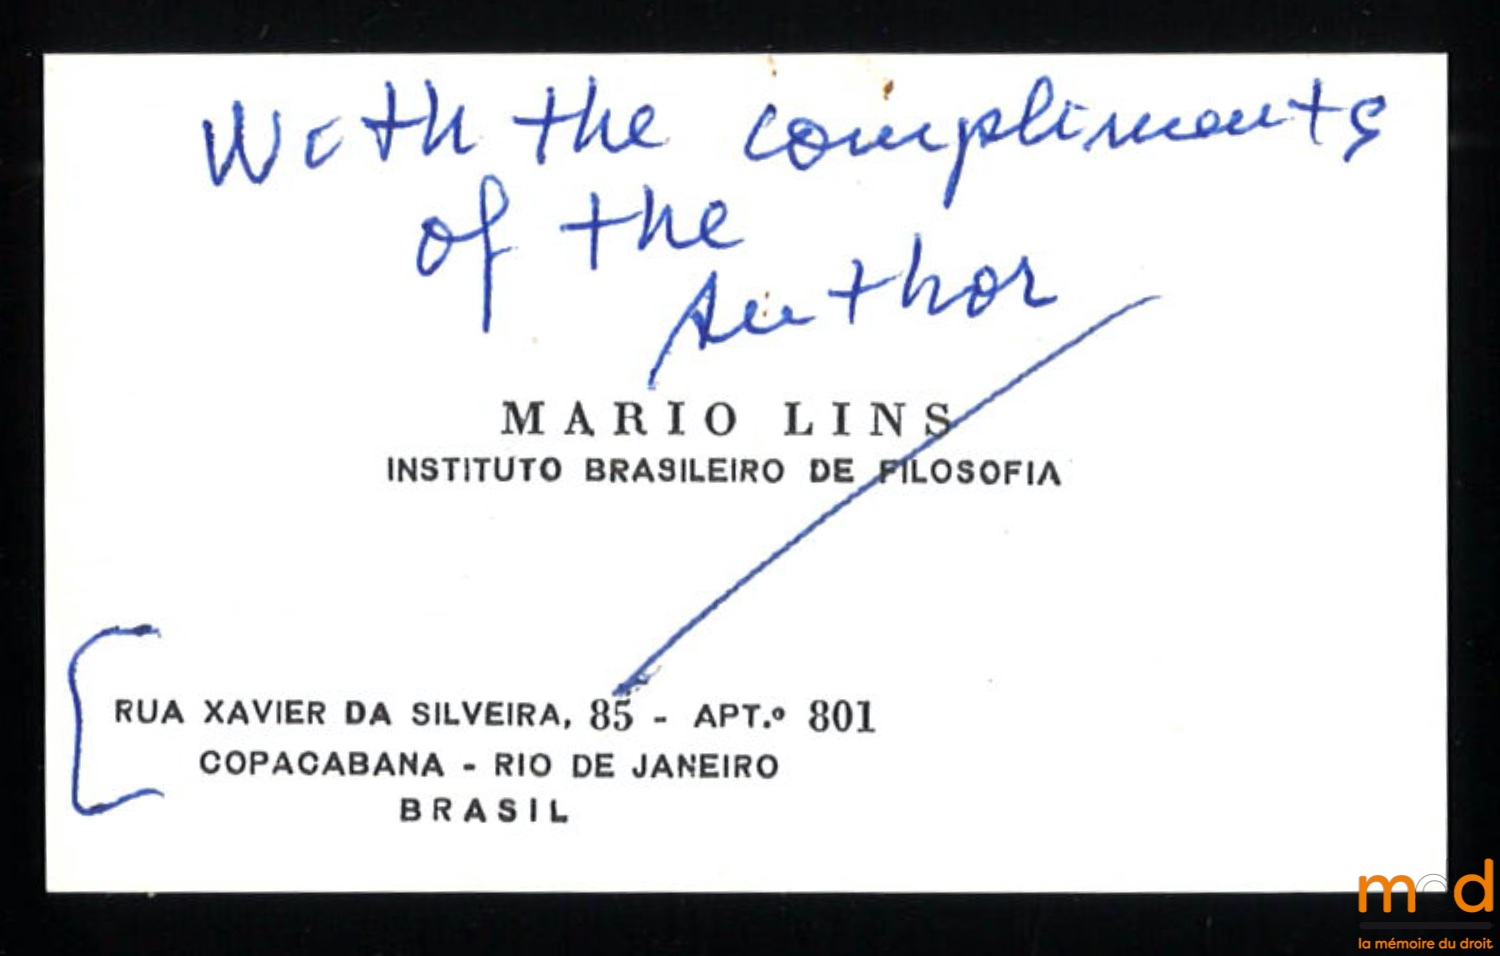 With the compliments
of the
Author
MARIO LINS
INSTITUTO BRASILEIRO DE FILOSOFIA
RUA XAVIER DA SILVEIRA, 85 - APT.º 801
COPACABANA - RIO DE JANEIRO
BRASIL
mod
la mémoire du droit